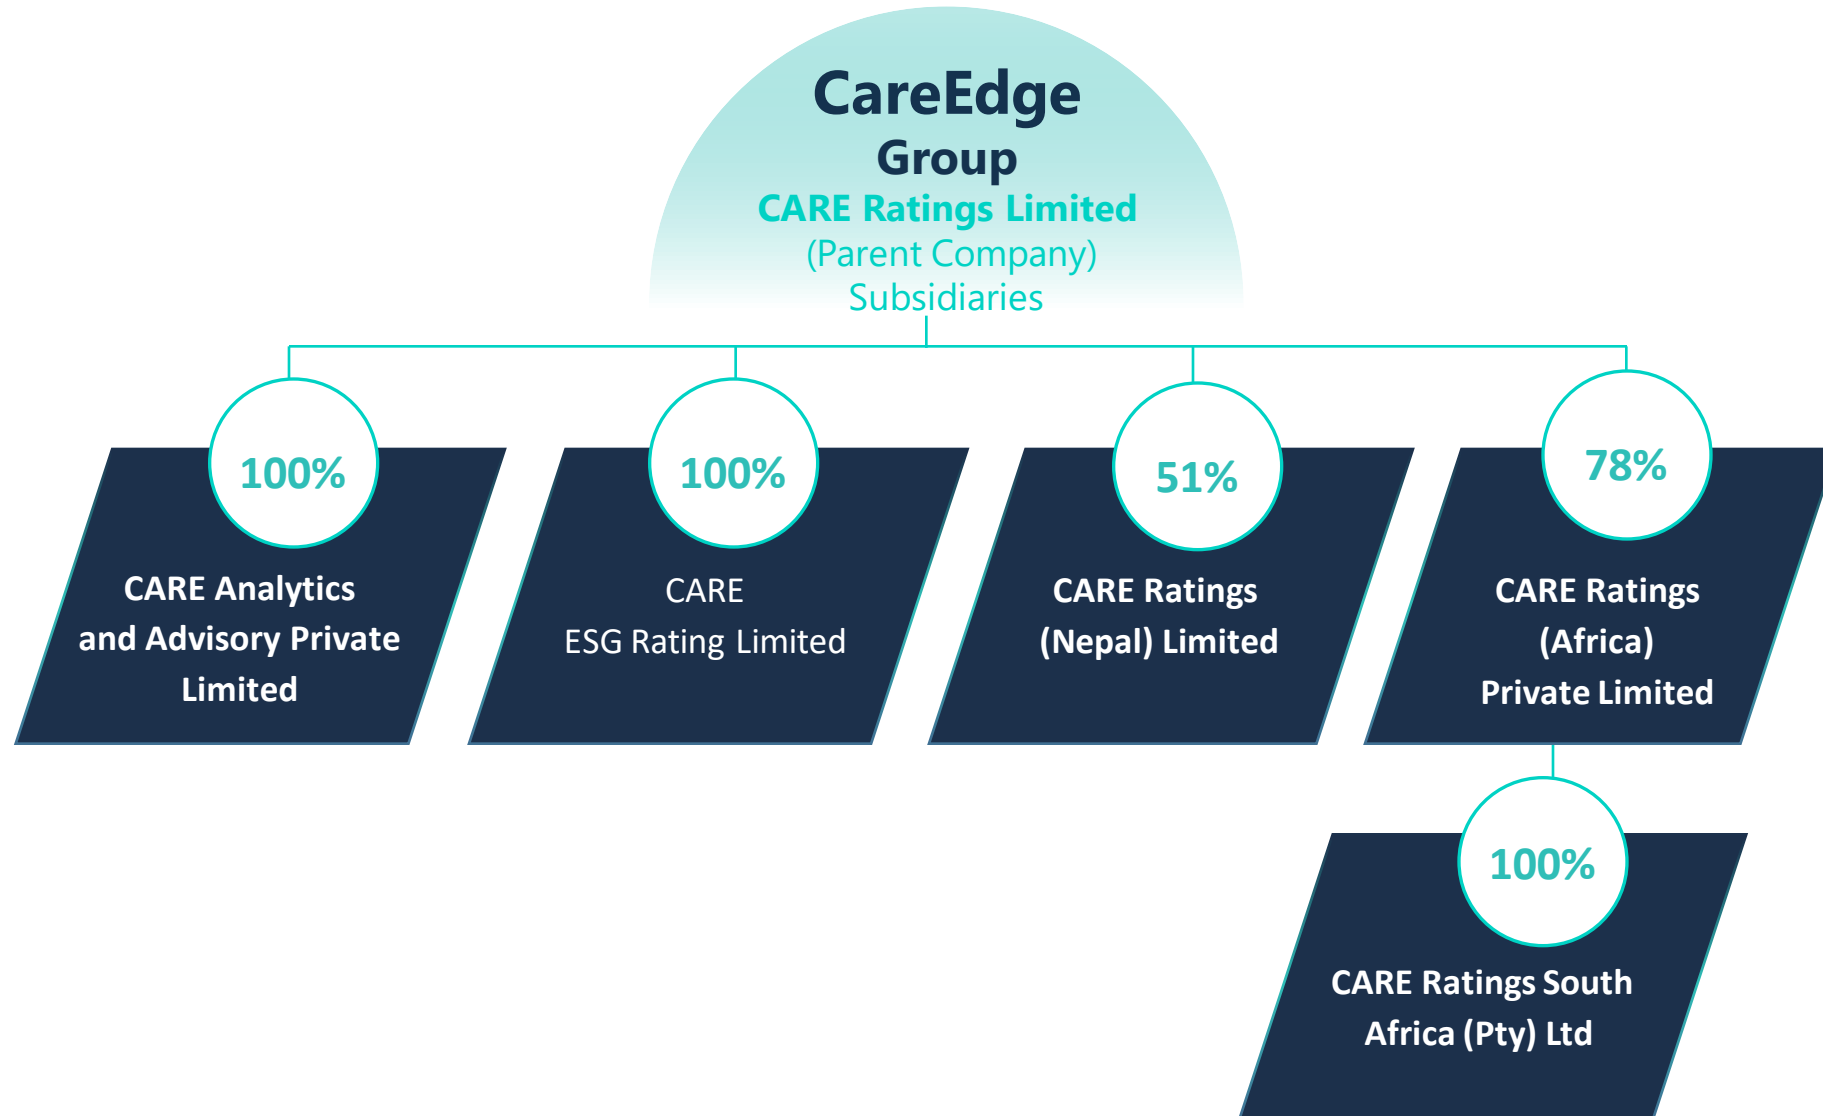 CareEdge
Group
CARE Ratings Limited
(Parent Company)
Subsidiaries
100%
CARE Analytics
and Advisory Private
Limited
100%
CARE
ESG Rating Limited
51%
CARE Ratings
(Nepal) Limited
78%
CARE Ratings
(Africa)
Private Limited
100%
CARE Ratings South
Africa (Pty) Ltd